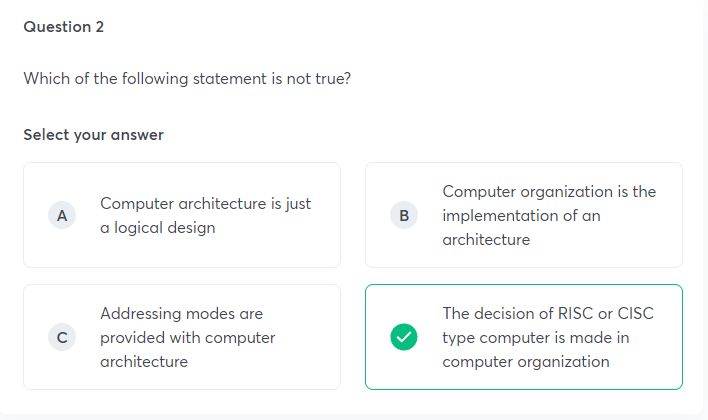 Question 2
Which of the following statement is not true?
Select your answer
A
Computer architecture is just
a logical design
B
Computer organization is the
implementation of an
architecture
C
Addressing modes are
provided with computer
architecture
The decision of RISC or CISC
type computer is made in
computer organization